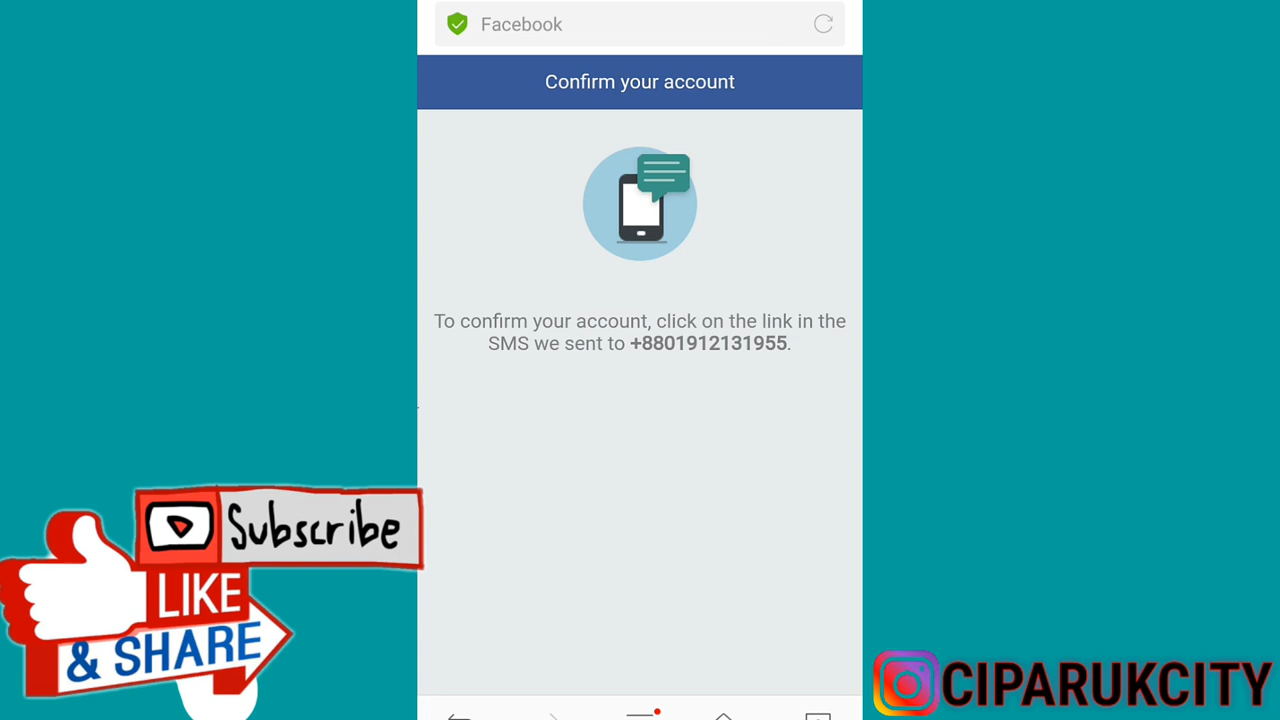 Facebook
Confirm your account
To confirm your account, click on the link in the
SMS we sent to +8801912131955.
Subscribe
LIKE
& SHARE
CIPARUKCITY